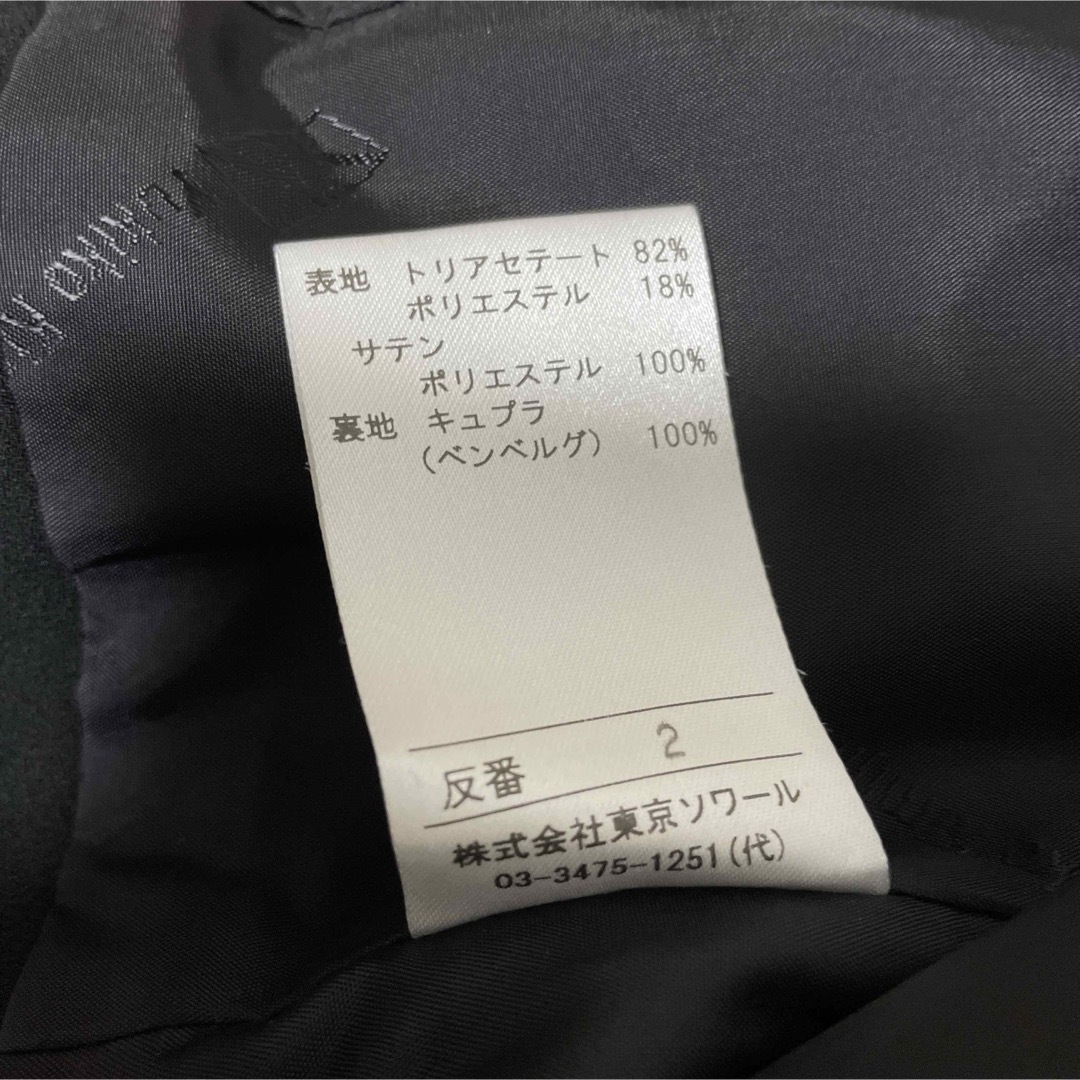 表地 トリアセテート 82%
ポリエステル 18%
サテン
ポリエステル 100%
裏地 キュプラ
(ベンベルグ) 100%
反番 2
株式会社東京ソワール
03-3475-1251(代)